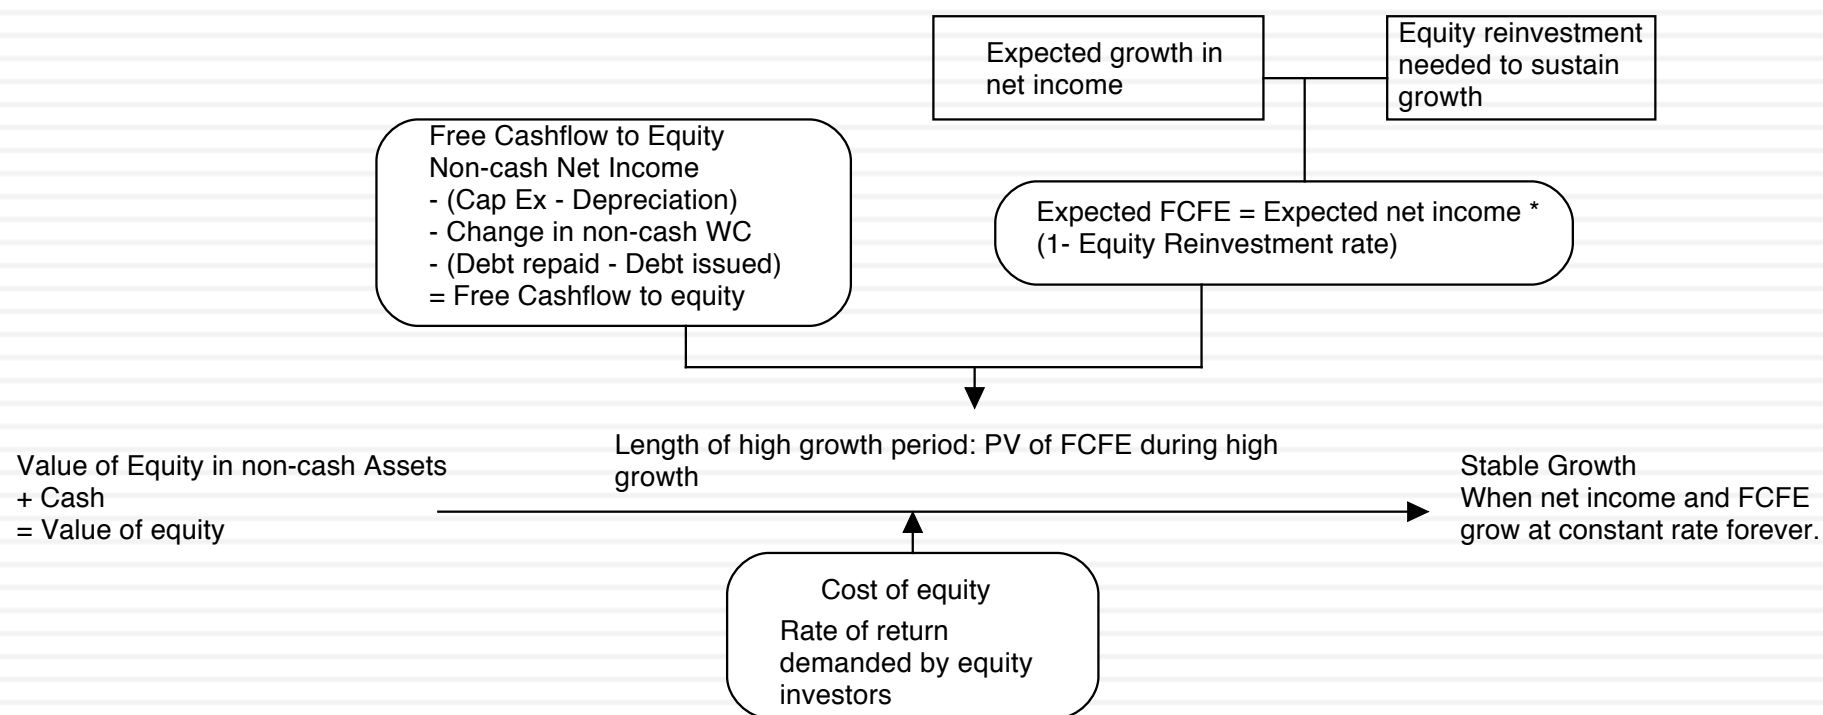 Expected growth in
net income
Equity reinvestment
needed to sustain
growth
Free Cashflow to Equity
Non-cash Net Income
- (Cap Ex - Depreciation)
- Change in non-cash WC
- (Debt repaid - Debt issued)
= Free Cashflow to equity
Expected FCFE = Expected net income *
(1- Equity Reinvestment rate)
Length of high growth period: PV of FCFE during high
growth
Value of Equity in non-cash Assets
+ Cash
= Value of equity
Stable Growth
When net income and FCFE
grow at constant rate forever.
Cost of equity
Rate of return
demanded by equity
investors